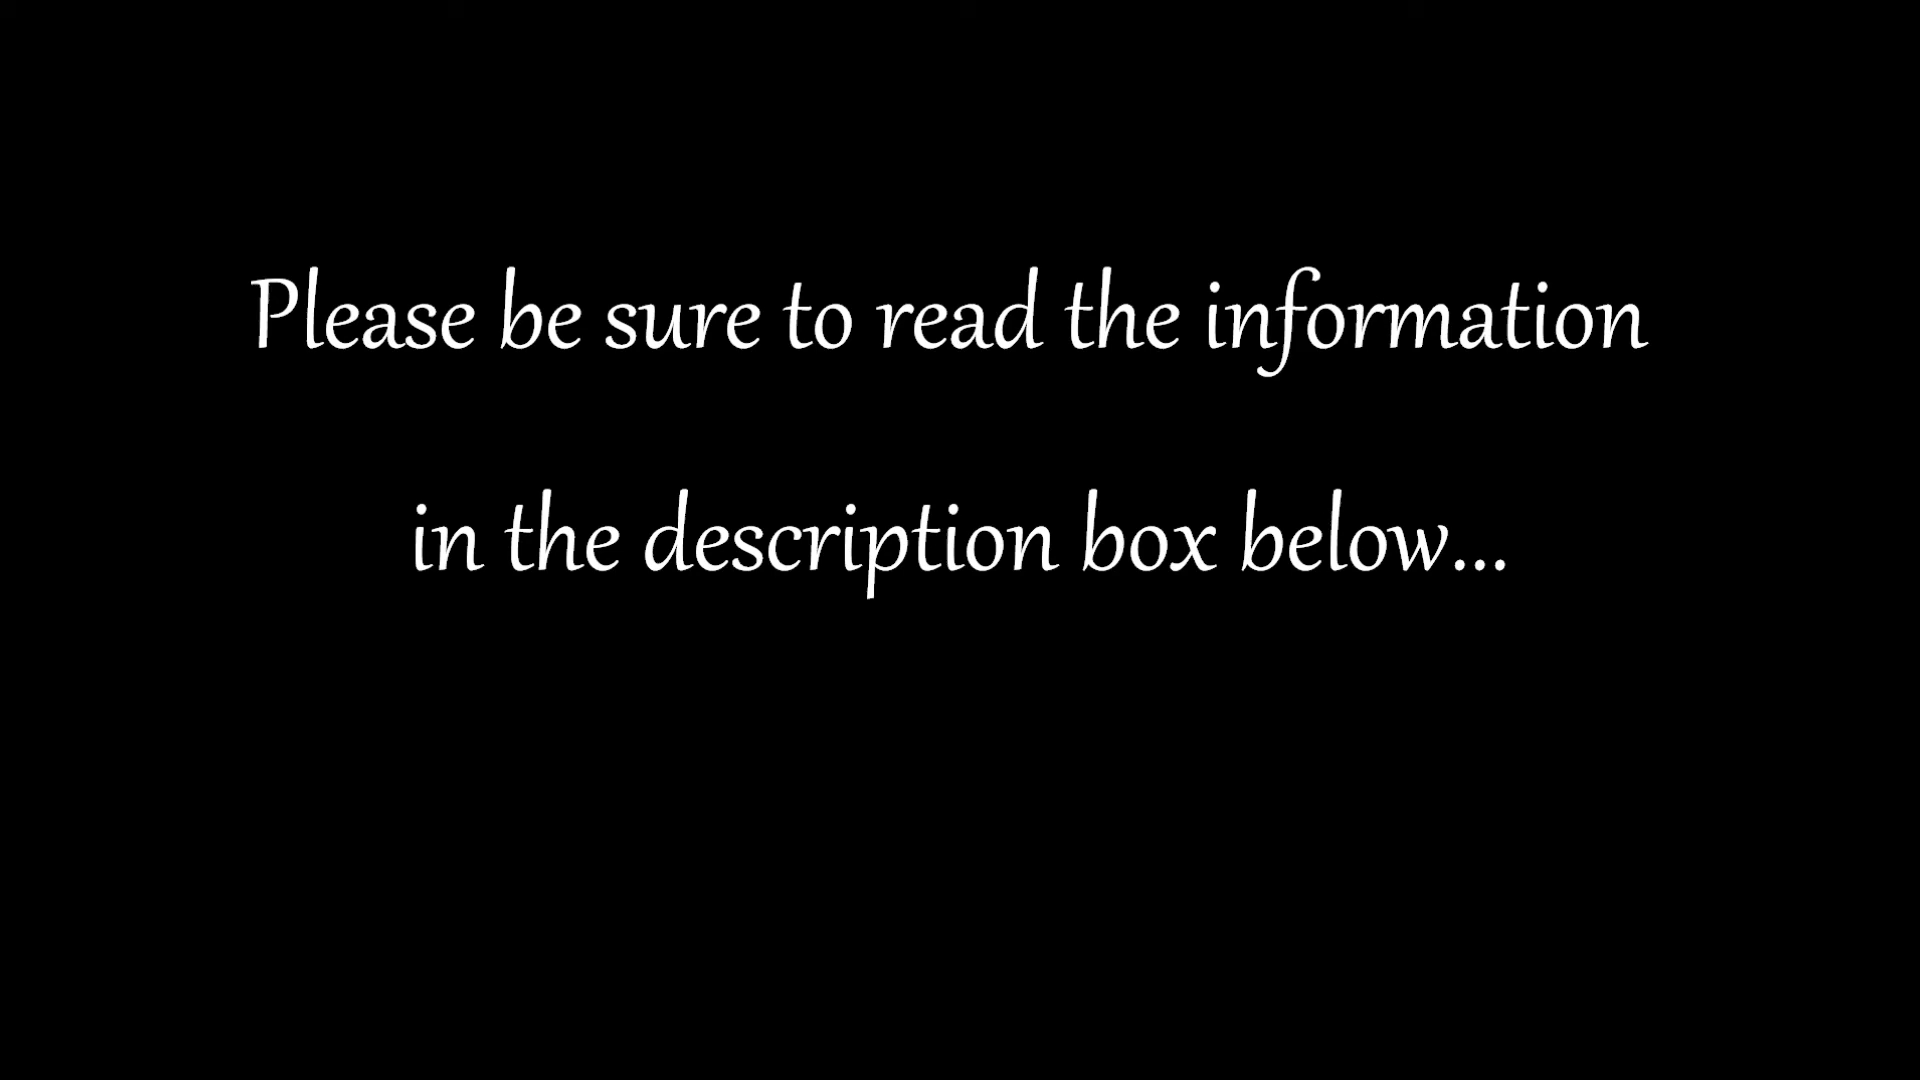 Please be sure to read the information
in the description box below...